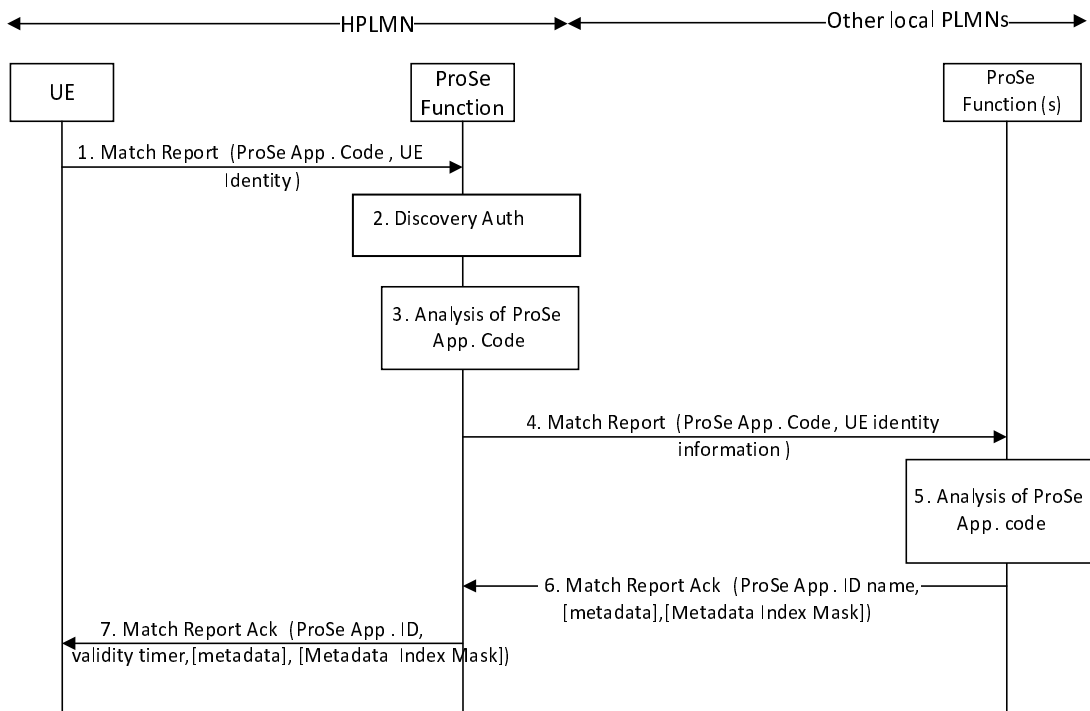 HPLMN
Other local PLMNs
UE
ProSe
Function
ProSe
Function (s)
1. Match Report (ProSe App . Code , UE
Identity )
2. Discovery Auth
3. Analysis of ProSe
App . Code
4. Match Report (ProSe App . Code , UE identity
information )
5. Analysis of ProSe
App. code
6. Match Report Ack (ProSe App . ID name,
[metadata],[Metadata Index Mask])
7. Match Report Ack (ProSe App . ID,
validity timer,[metadata], [Metadata Index Mask])